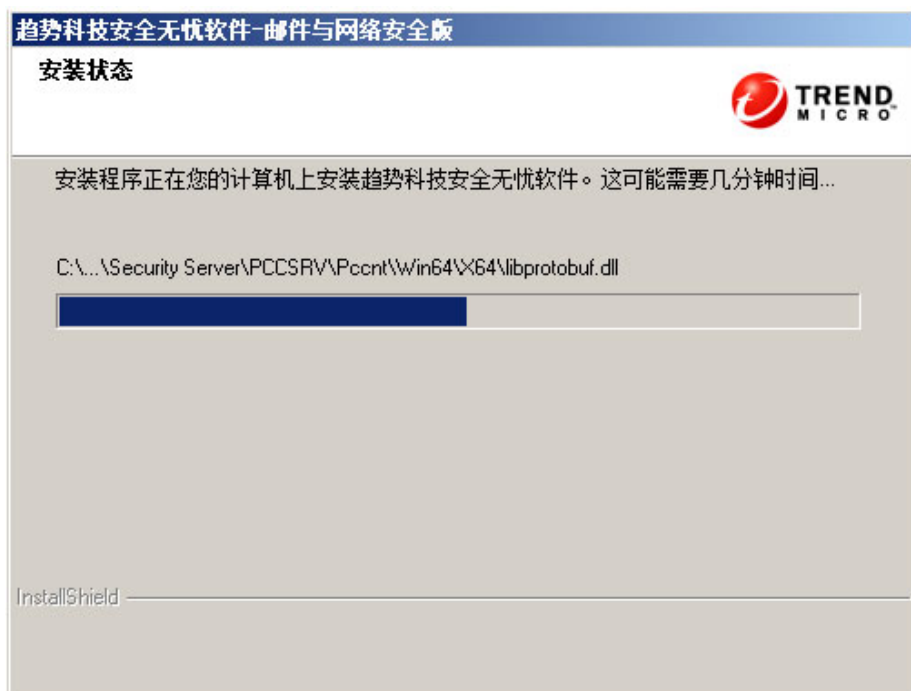 趋势科技安全无忧软件-邮件与网络安全版
安装状态
TREND
MICRO
安装程序正在您的计算机上安装趋势科技安全无忧软件。这可能需要几分钟时间...
C:\...\Security Server\PCCSRV\Pccnt\Win64\X64\libprotobuf.dll
InstallShield